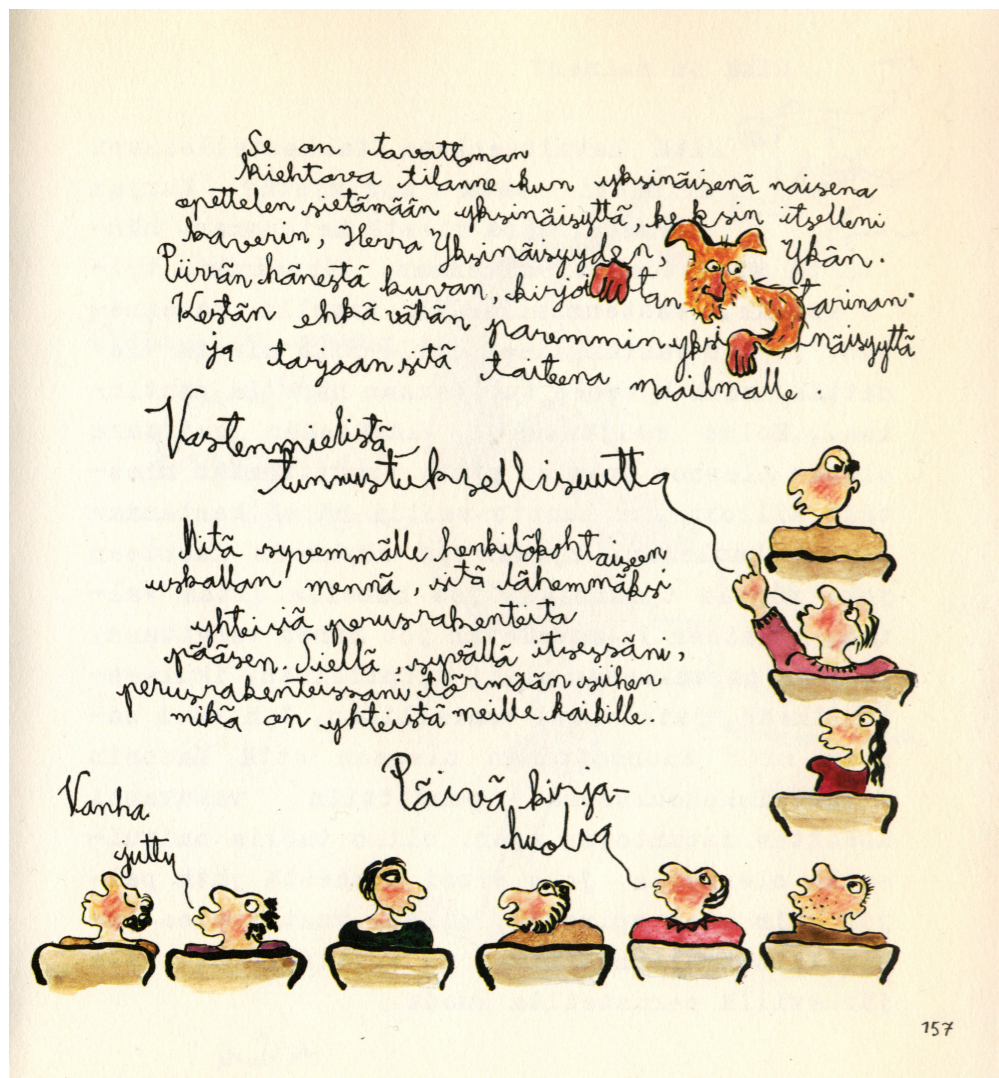 Se on tavattoman
kiehtova tilanne kun yksinäisenä naisena
opettelen sietämään yksinäisyyttä, keksin itselleni
kaverin, Herra Yksinäisyyden, Ykän.
Piirrän hänestä kuvan, kirjoitan tarinan.
Kestän ehkä vähän paremmin yksinäisyyttä
ja tarjoan sitä taiteena maailmalle.
Vastenmielistä
tunnustuksellisuutta
Mitä syvemmälle henkilökohtaiseen
uskallan mennä, sitä lähemmäksi
yhteisiä perusrakenteita
pääsen. Siellä, syvällä itsessäni,
perusrakenteissani törmään siihen
mikä on yhteistä meille kaikille.
Päiväkirja-
huolia
Vanha
juttu
157